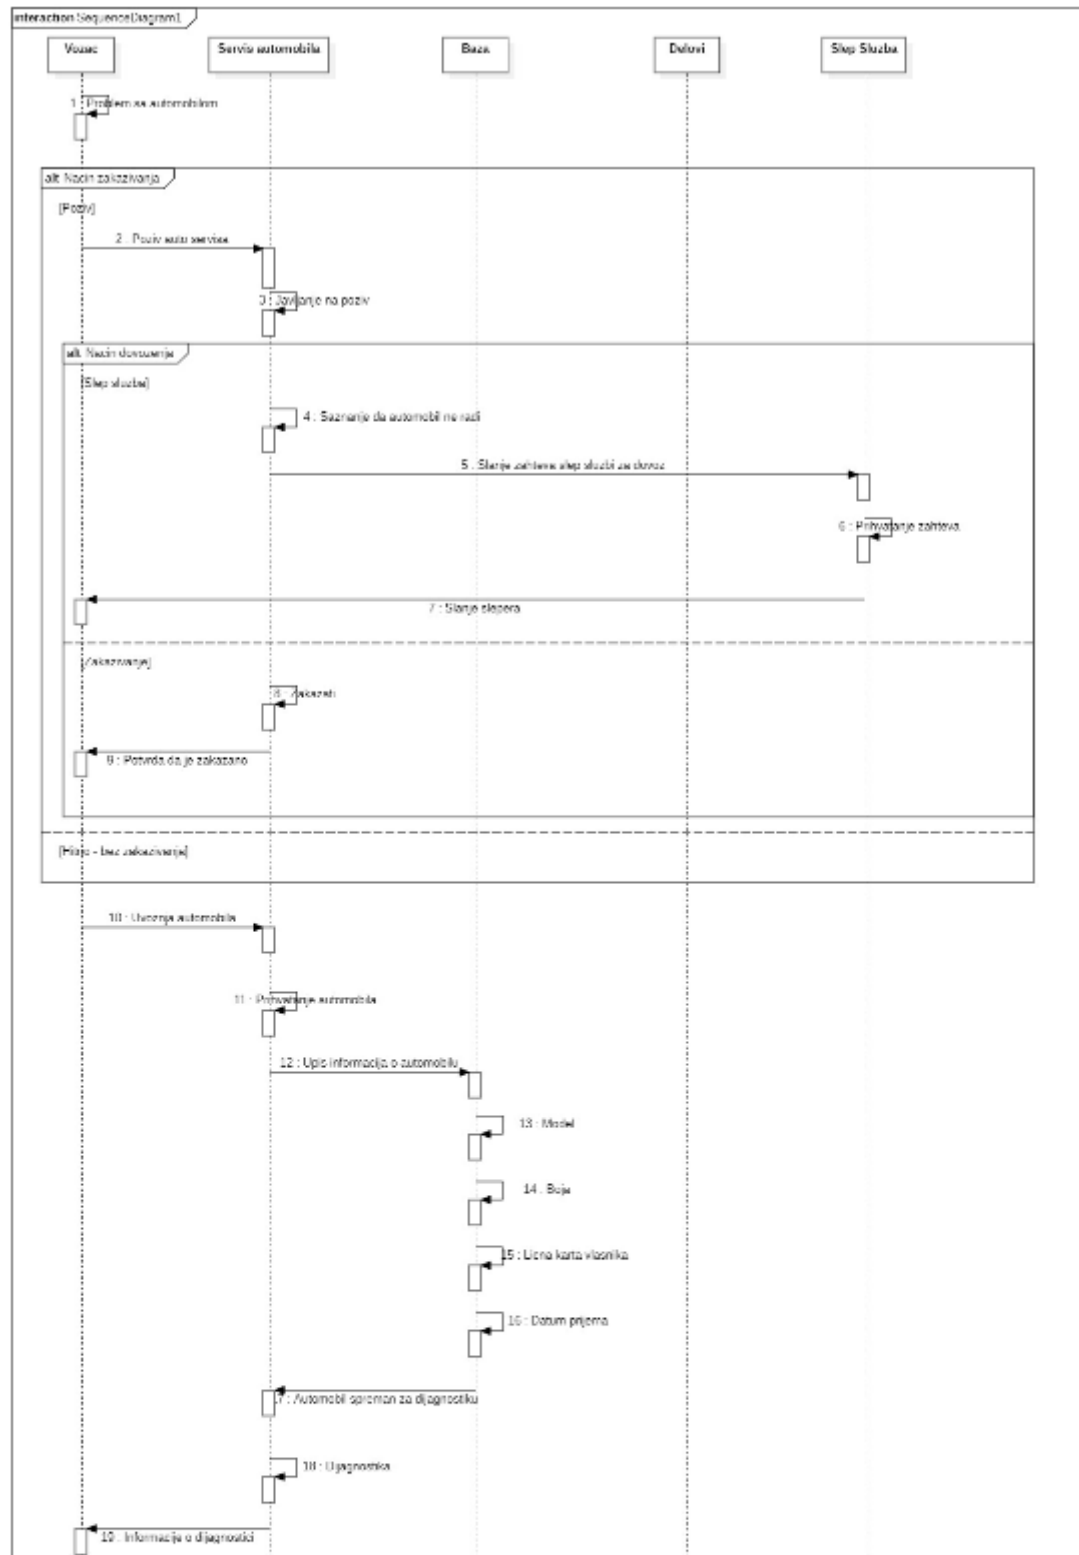 interaction SequenceDiagram1
Vozac
Servis automobila
Baza
Delovi
Slep Sluzba
1 : Problem sa automobilom
alt Nacin zakazivanja
[Poziv]
2 : Poziv auto servisa
3 : Javljanje na poziv
alt Nacin dovozenja
[Slep sluzba]
4 : Saznanje da automobil ne radi
5 : Slanje zahteva slep sluzbi za dovoz
6 : Prihvatanje zahteva
7 : Slanje slepera
[Zakazivanje]
8 : Zakazati
9 : Potvrda da je zakazano
[Hitno - bez zakazivanja]
10 : Uvoznja automobila
11 : Prihvatanje automobila
12 : Upis informacija o automobilu
13 : Model
14 : Boja
15 : Licna karta vlasnika
16 : Datum prijema
17 : Automobil spreman za dijagnostiku
18 : Dijagnostika
19 : Informacije o dijagnostici